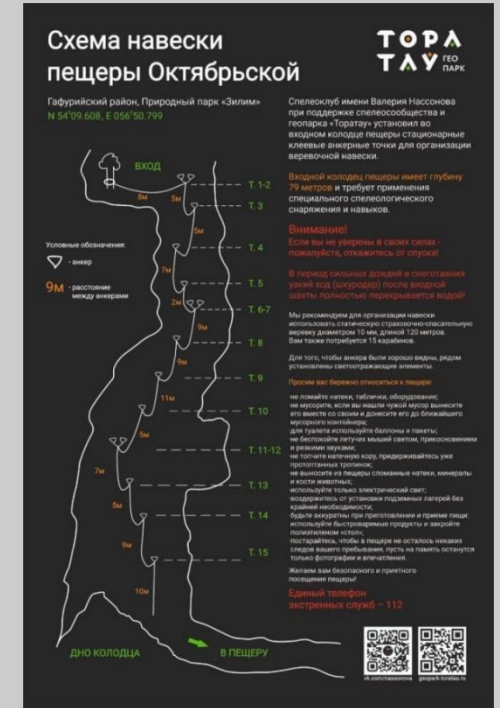 Схема навески
пещеры Октябрьской
ТОРА
ТАУ ГЕО
ПАРК
Гафурийский район, Природный парк «Зилим»
N 54°09.608, E 056°50.799
Спелеоклуб имени Валерия Нассонова
при поддержке спелеосообщества и
геопарка «Торатау» установил во
входном колодце пещеры стационарные
клеевые анкерные точки для организации
веревочной навески.
Входной колодец пещеры имеет глубину
79 метров и требует применения
специального спелеологического
снаряжения и навыков.
Внимание!
Если вы не уверены в своих силах -
пожалуйста, откажитесь от спуска!
В период сильных дождей и снеготаяния
узкий ход (шкуродер) после входной
шахты полностью перекрывается водой!
Мы рекомендуем для организации навески
использовать статическую страховочно-спасательную
веревку диаметром 10 мм, длиной 120 метров.
Вам также потребуется 15 карабинов.
Для того, чтобы анкера были хорошо видны, рядом
установлены светоотражающие элементы.
Просим вас бережно относиться к пещере:
·не ломайте натеки, таблички, оборудование;
·не мусорите, если вы нашли чужой мусор вынесите
его вместе со своим и донесите его до ближайшего
мусорного контейнера;
·для туалета используйте баллоны и пакеты;
·не беспокойте летучих мышей светом, прикосновением
и резкими звуками;
·не топчите натечную кору, придерживайтесь уже
протоптанных тропинок;
·не выносите из пещеры сломанные натеки, минералы
и кости животных;
·используйте только электрический свет;
·воздержитесь от установки подземных лагерей без
крайней необходимости;
·будьте аккуратны при приготовлении и приеме пищи:
используйте быстроваримые продукты и закройте
полиэтиленом «стол»;
·постарайтесь, чтобы в пещере не осталось никаких
следов вашего пребывания, пусть на память останутся
только фотографии и впечатления.
Желаем вам безопасного и приятного
посещения пещеры!
Единый телефон
экстренных служб – 112
vk.com/nassonova
geopark-toratau.ru
ВХОД
8м
5м
Т. 1-2
Т. 3
5м
Т. 4
Условные обозначения:
- анкер
9м - расстояние
между анкерами
7м
Т. 5
2м
Т. 6-7
9м
Т. 8
9м
Т. 9
11м
Т. 10
5м
Т. 11-12
7м
Т. 13
5м
Т. 14
9м
Т. 15
10м
ДНО КОЛОДЦА
В ПЕЩЕРУ